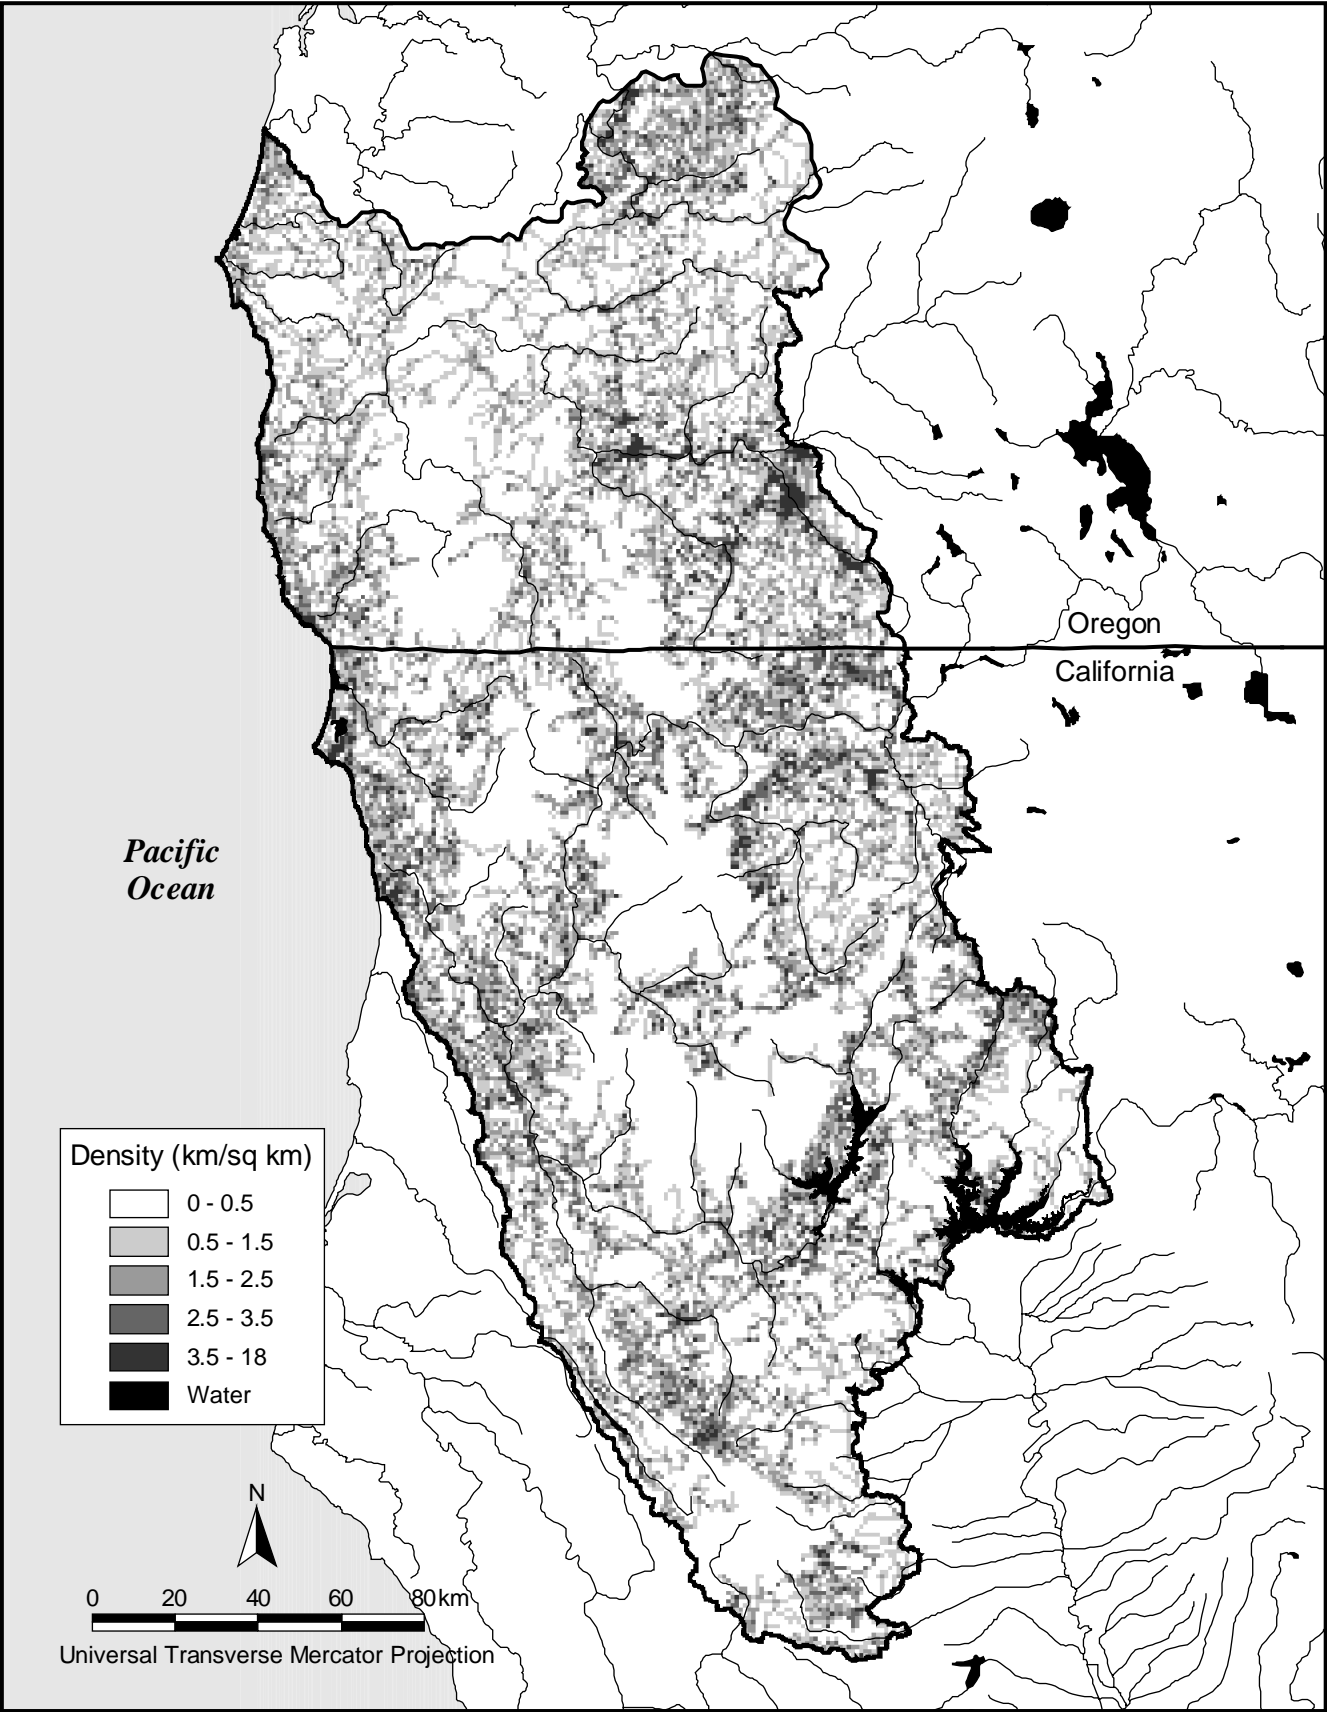 Oregon
California
Pacific
Ocean
Density (km/sq km)
0 - 0.5
0.5 - 1.5
1.5 - 2.5
2.5 - 3.5
3.5 - 18
Water
N
0 20 40 60 80km
Universal Transverse Mercator Projection